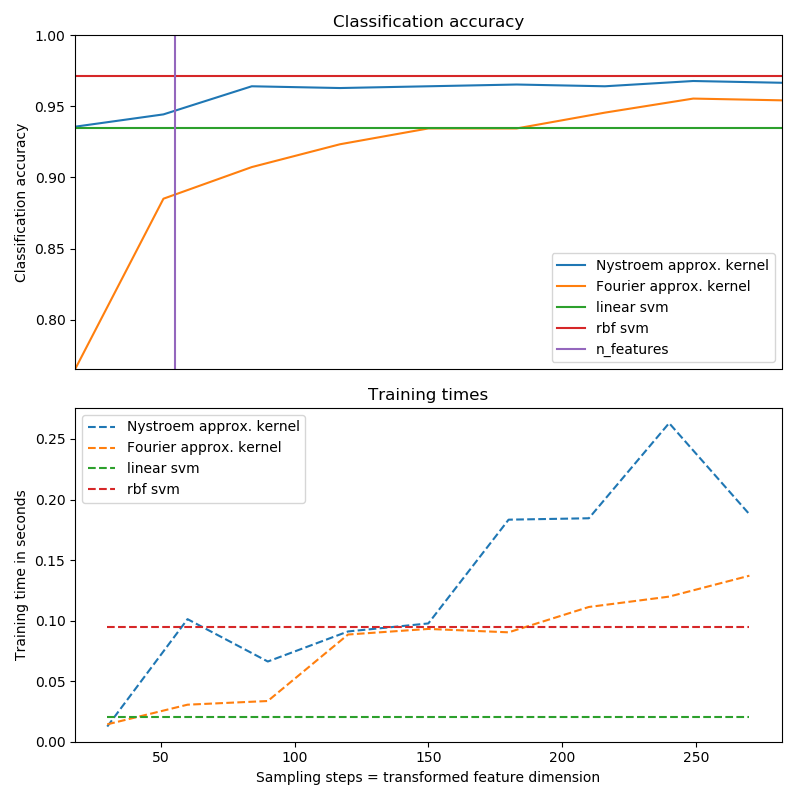 Classification accuracy
1.00
0.95
0.90
0.85
0.80
Classification accuracy
Nystroem approx. kernel
Fourier approx. kernel
linear svm
rbf svm
n_features
Training times
0.25
0.20
0.15
0.10
0.05
0.00
Training time in seconds
Nystroem approx. kernel
Fourier approx. kernel
linear svm
rbf svm
50 100 150 200 250
Sampling steps = transformed feature dimension